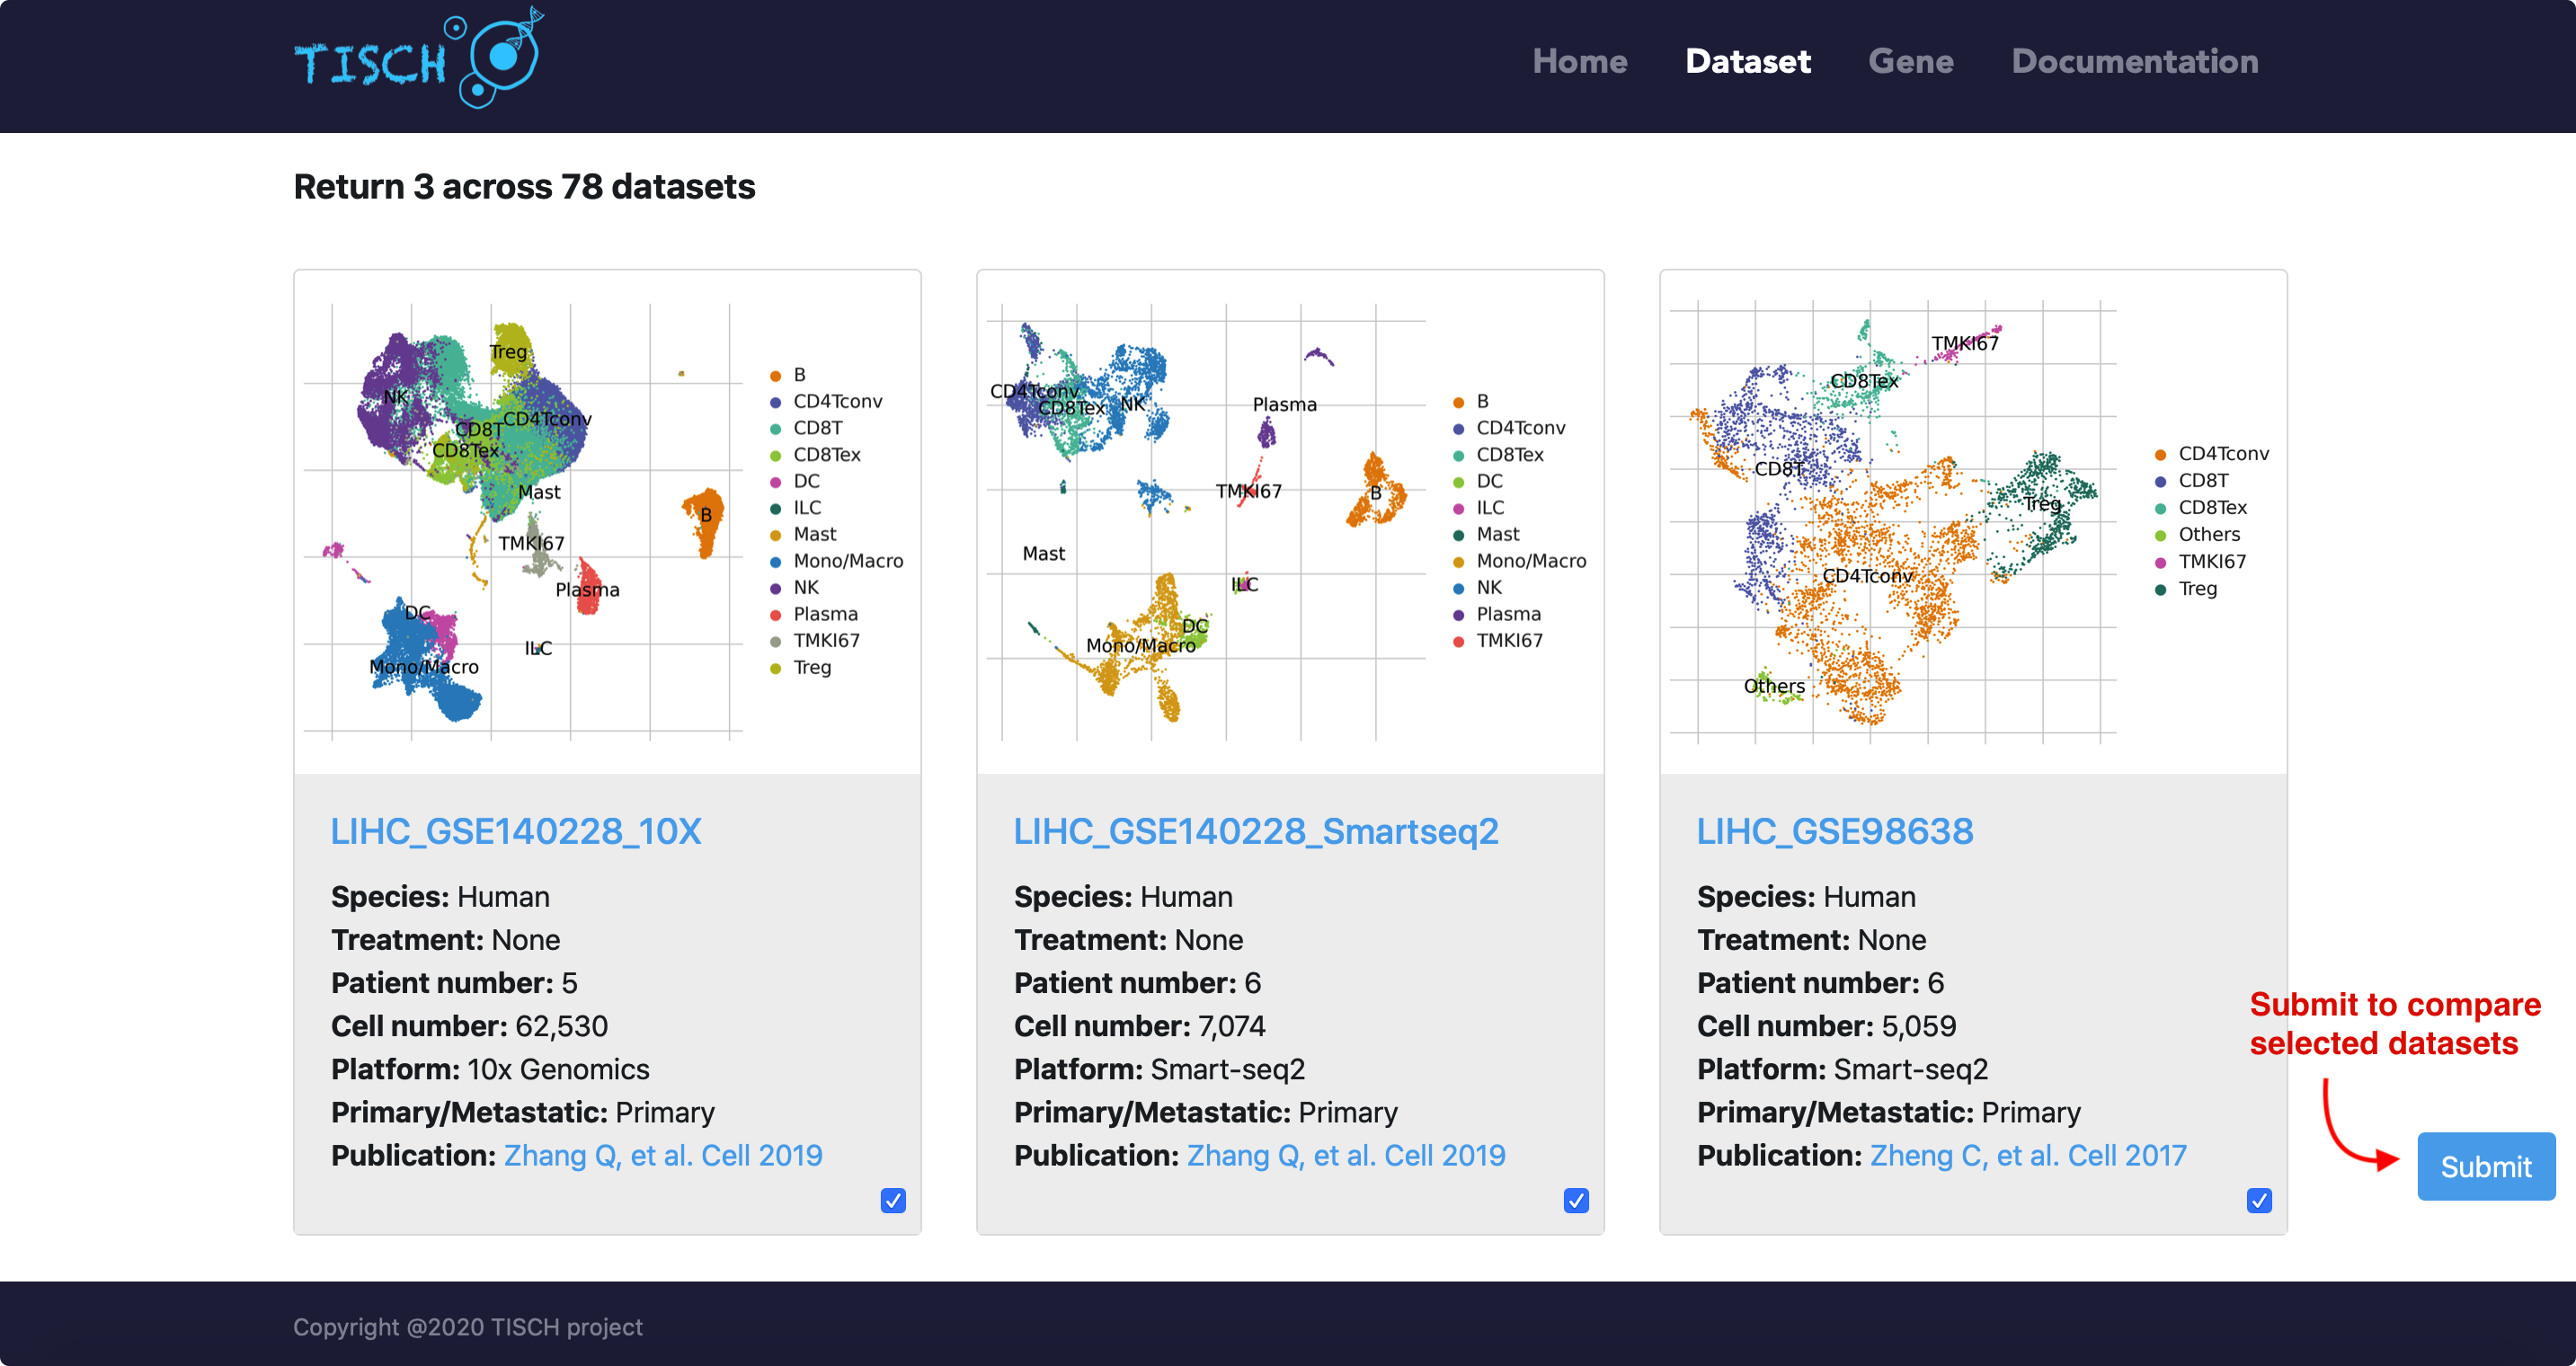 TISCH
Home Dataset Gene Documentation
Return 3 across 78 datasets
Treg
NK
CD4Tconv
CD8T
CD8Tex
Mast
B
TMKI67
Plasma
DC
ILC
Mono/Macro
B
CD4Tconv
CD8T
CD8Tex
DC
ILC
Mast
Mono/Macro
NK
Plasma
TMKI67
Treg
LIHC_GSE140228_10X
Species: Human
Treatment: None
Patient number: 5
Cell number: 62,530
Platform: 10x Genomics
Primary/Metastatic: Primary
Publication: Zhang Q, et al. Cell 2019
CD4Tconv
CD8Tex
NK
Plasma
TMKI67
B
Mast
ILC
DC
Mono/Macro
B
CD4Tconv
CD8Tex
DC
ILC
Mast
Mono/Macro
NK
Plasma
TMKI67
LIHC_GSE140228_Smartseq2
Species: Human
Treatment: None
Patient number: 6
Cell number: 7,074
Platform: Smart-seq2
Primary/Metastatic: Primary
Publication: Zhang Q, et al. Cell 2019
TMKI67
CD8Tex
CD8T
Treg
CD4Tconv
Others
CD4Tconv
CD8T
CD8Tex
Others
TMKI67
Treg
LIHC_GSE98638
Species: Human
Treatment: None
Patient number: 6
Cell number: 5,059
Platform: Smart-seq2
Primary/Metastatic: Primary
Publication: Zheng C, et al. Cell 2017
Submit to compare
selected datasets
Submit
Copyright @2020 TISCH project